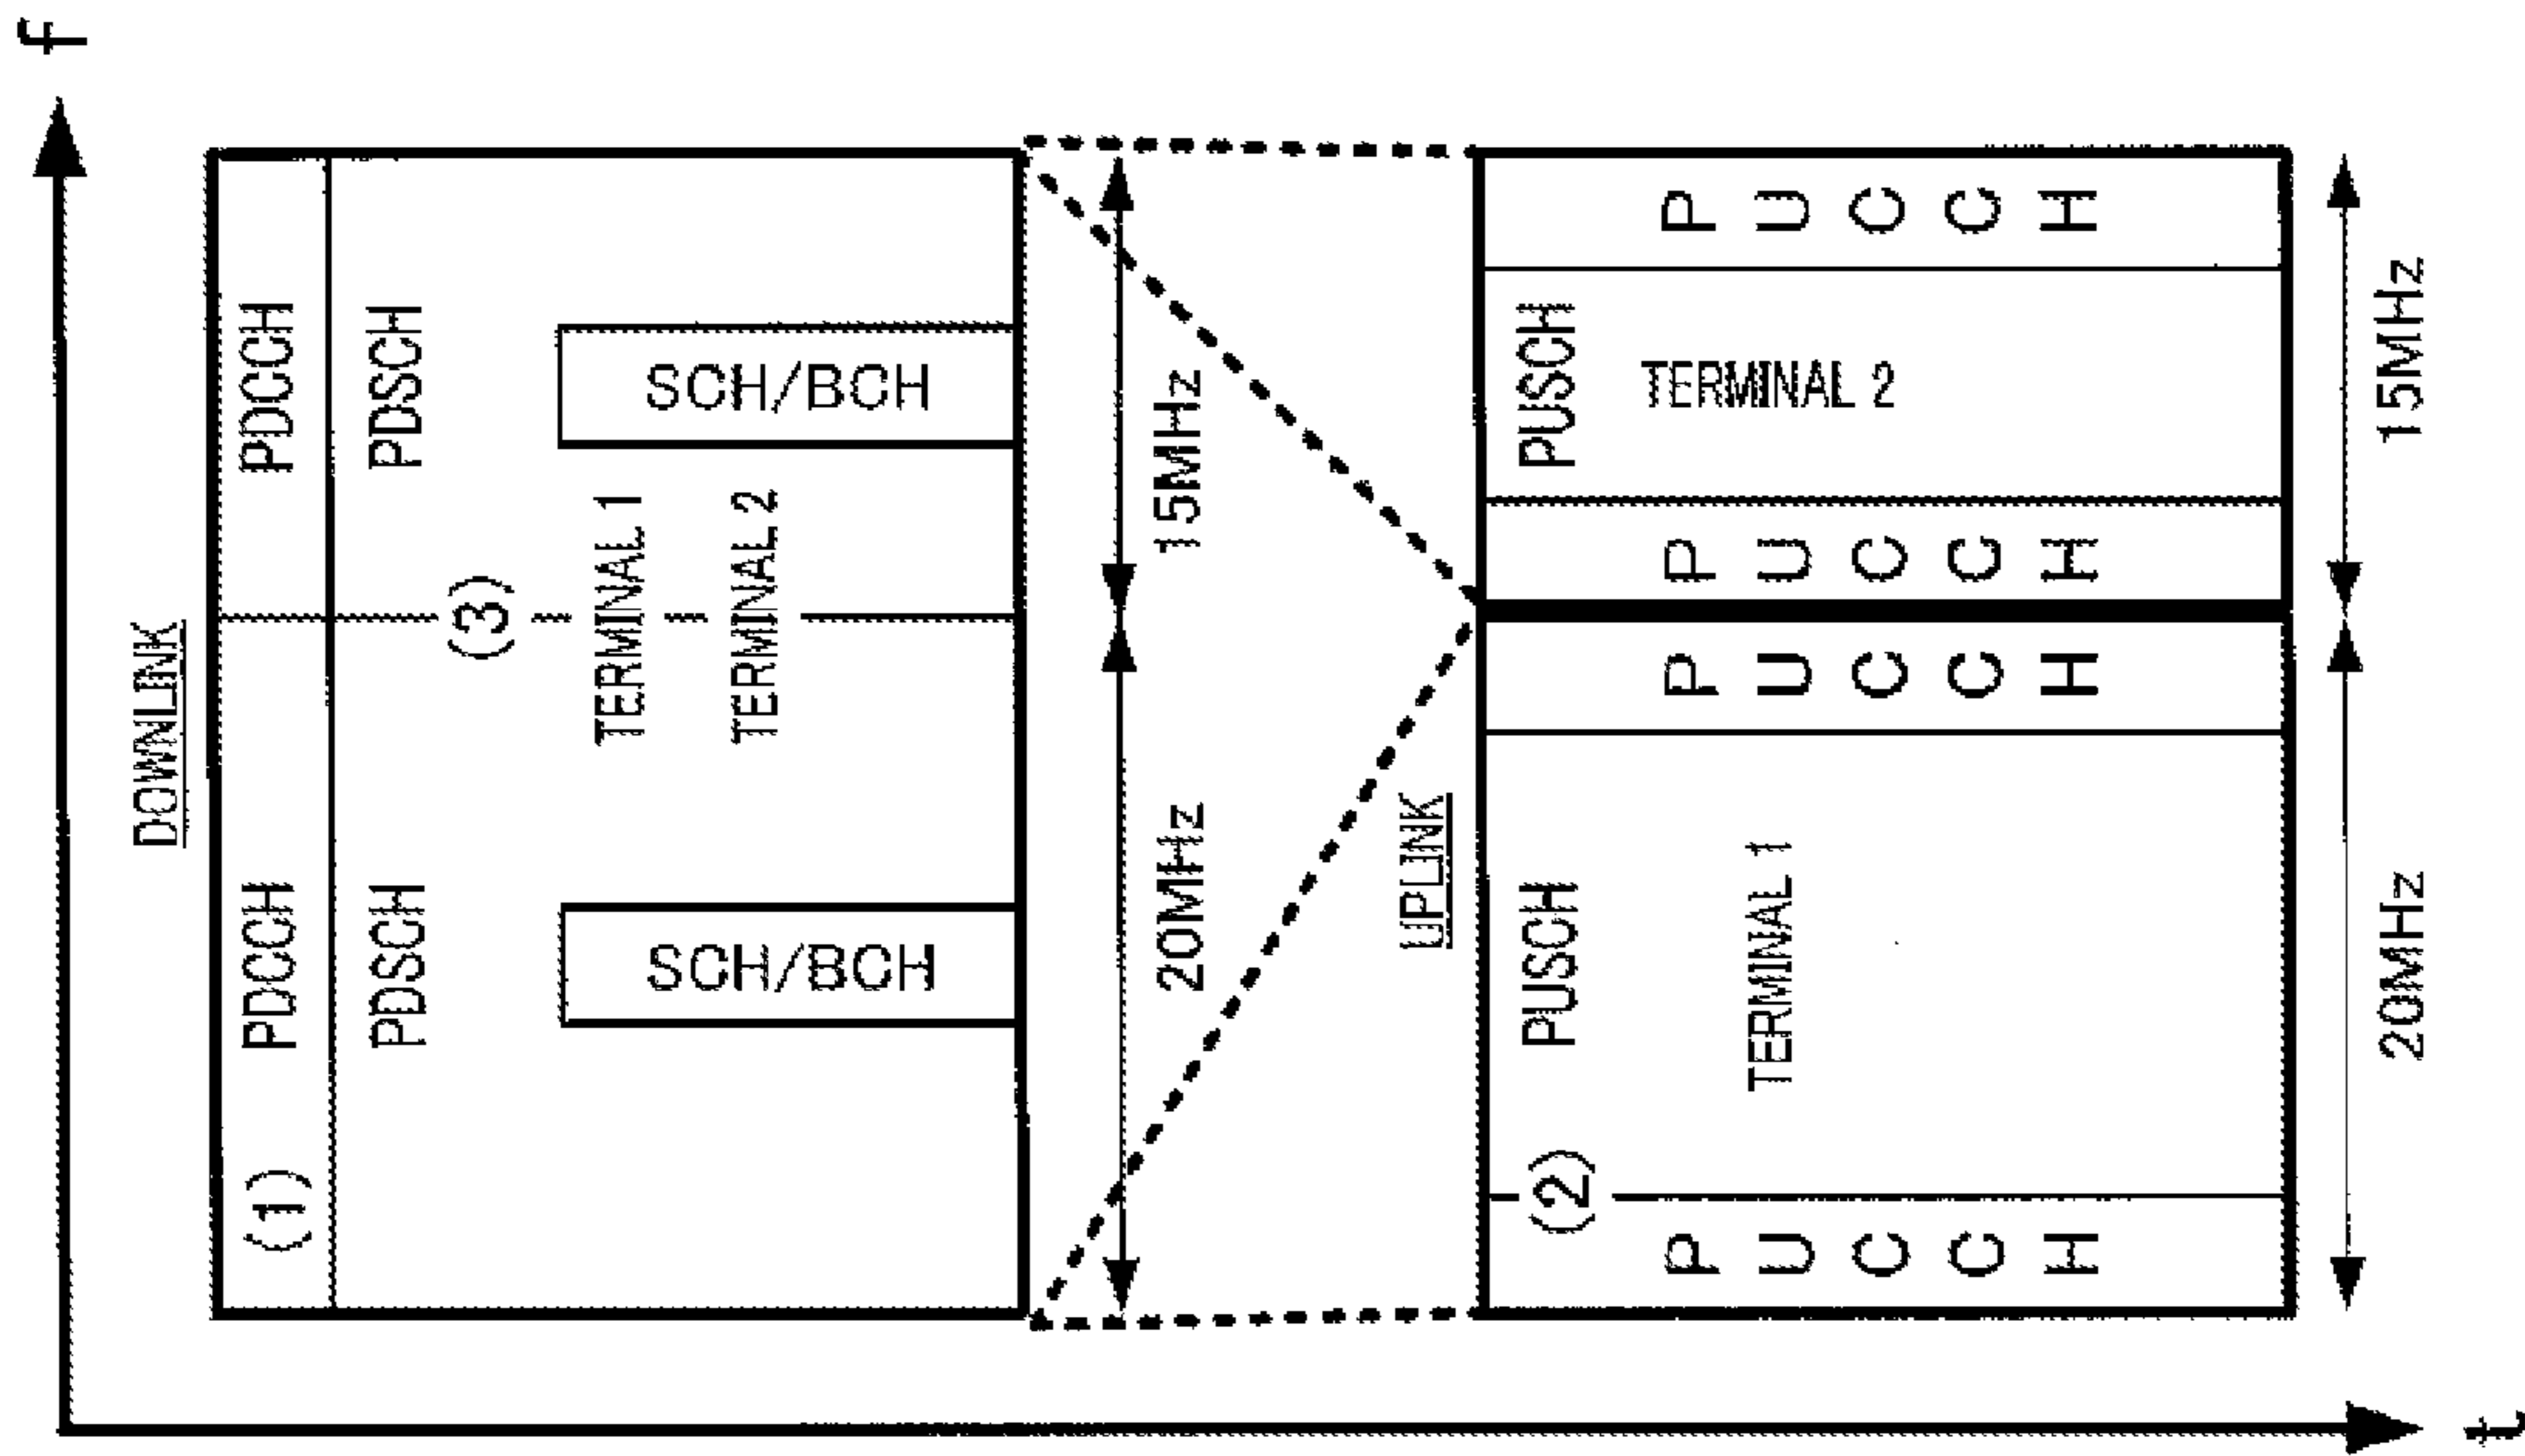 f
DOWNLINK
(1)
PDCCH
PDCCH
PDSCH
PDSCH
(3)
TERMINAL 1
TERMINAL 2
SCH/BCH
SCH/BCH
20MHz
15MHz
UPLINK
PUSCH
PUSCH
(2)
PUCCH
TERMINAL 1
PUCCH
PUCCH
TERMINAL 2
PUCCH
20MHz
15MHz
t